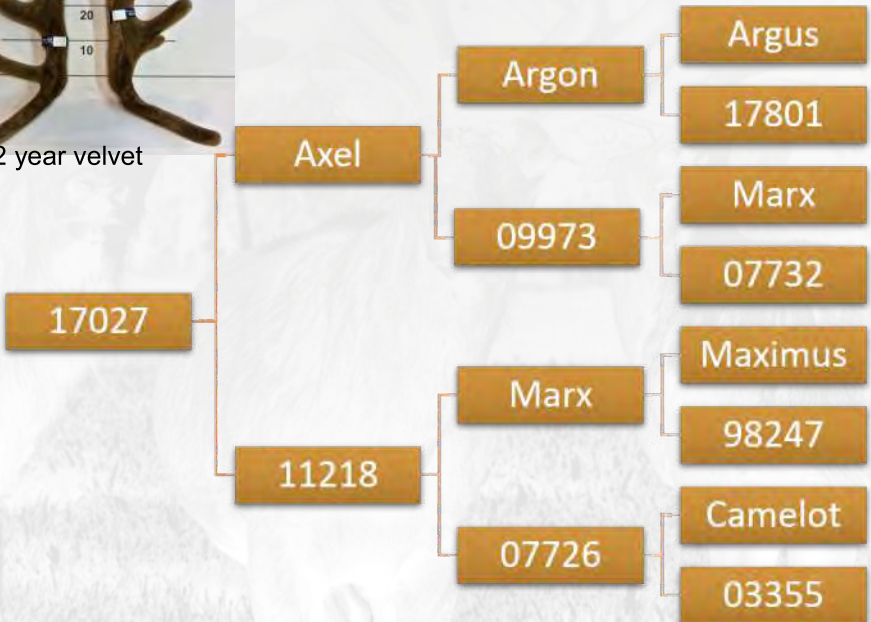 20
10
2 year velvet
Argus
Argon
17801
Axel
Marx
09973
07732
17027
Maximus
Marx
98247
11218
Camelot
07726
03355